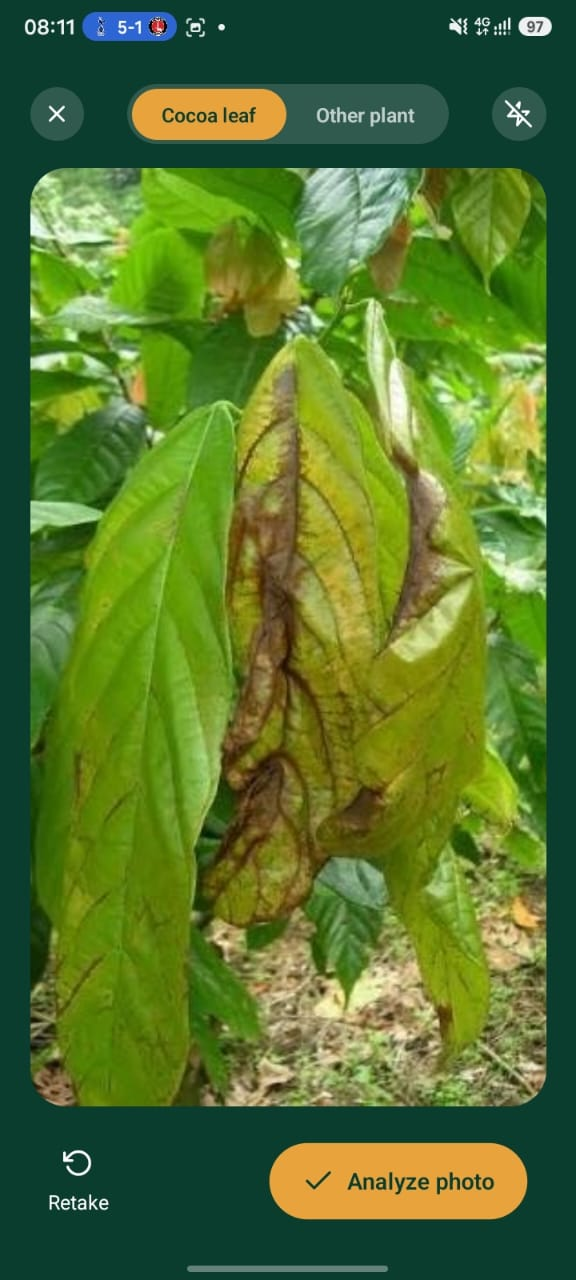 08:11 5-1 4G 97
Cocoa leaf Other plant
Retake Analyze photo